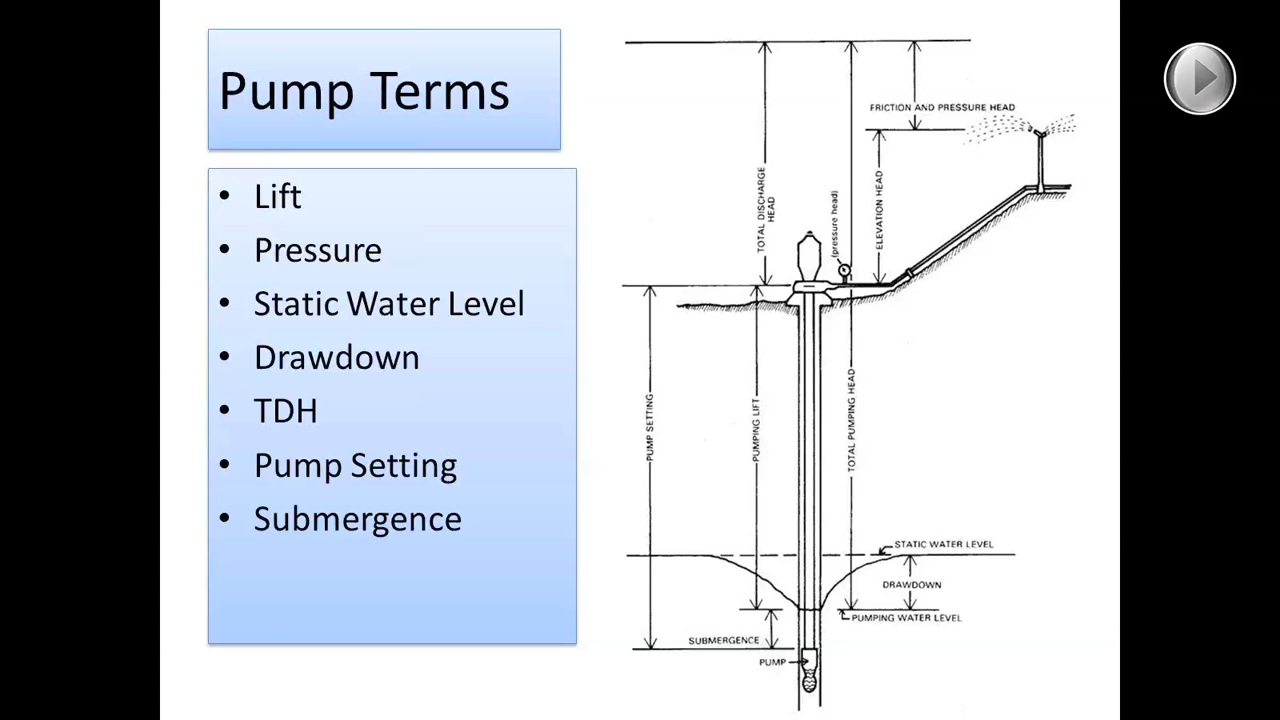 Pump Terms
• Lift
• Pressure
• Static Water Level
• Drawdown
• TDH
• Pump Setting
• Submergence
FRICTION AND PRESSURE HEAD
TOTAL DISCHARGE
HEAD
(pressure head)
ELEVATION HEAD
PUMP SETTING
PUMPING LIFT
TOTAL PUMPING HEAD
STATIC WATER LEVEL
DRAWDOWN
PUMPING WATER LEVEL
SUBMERGENCE
PUMP